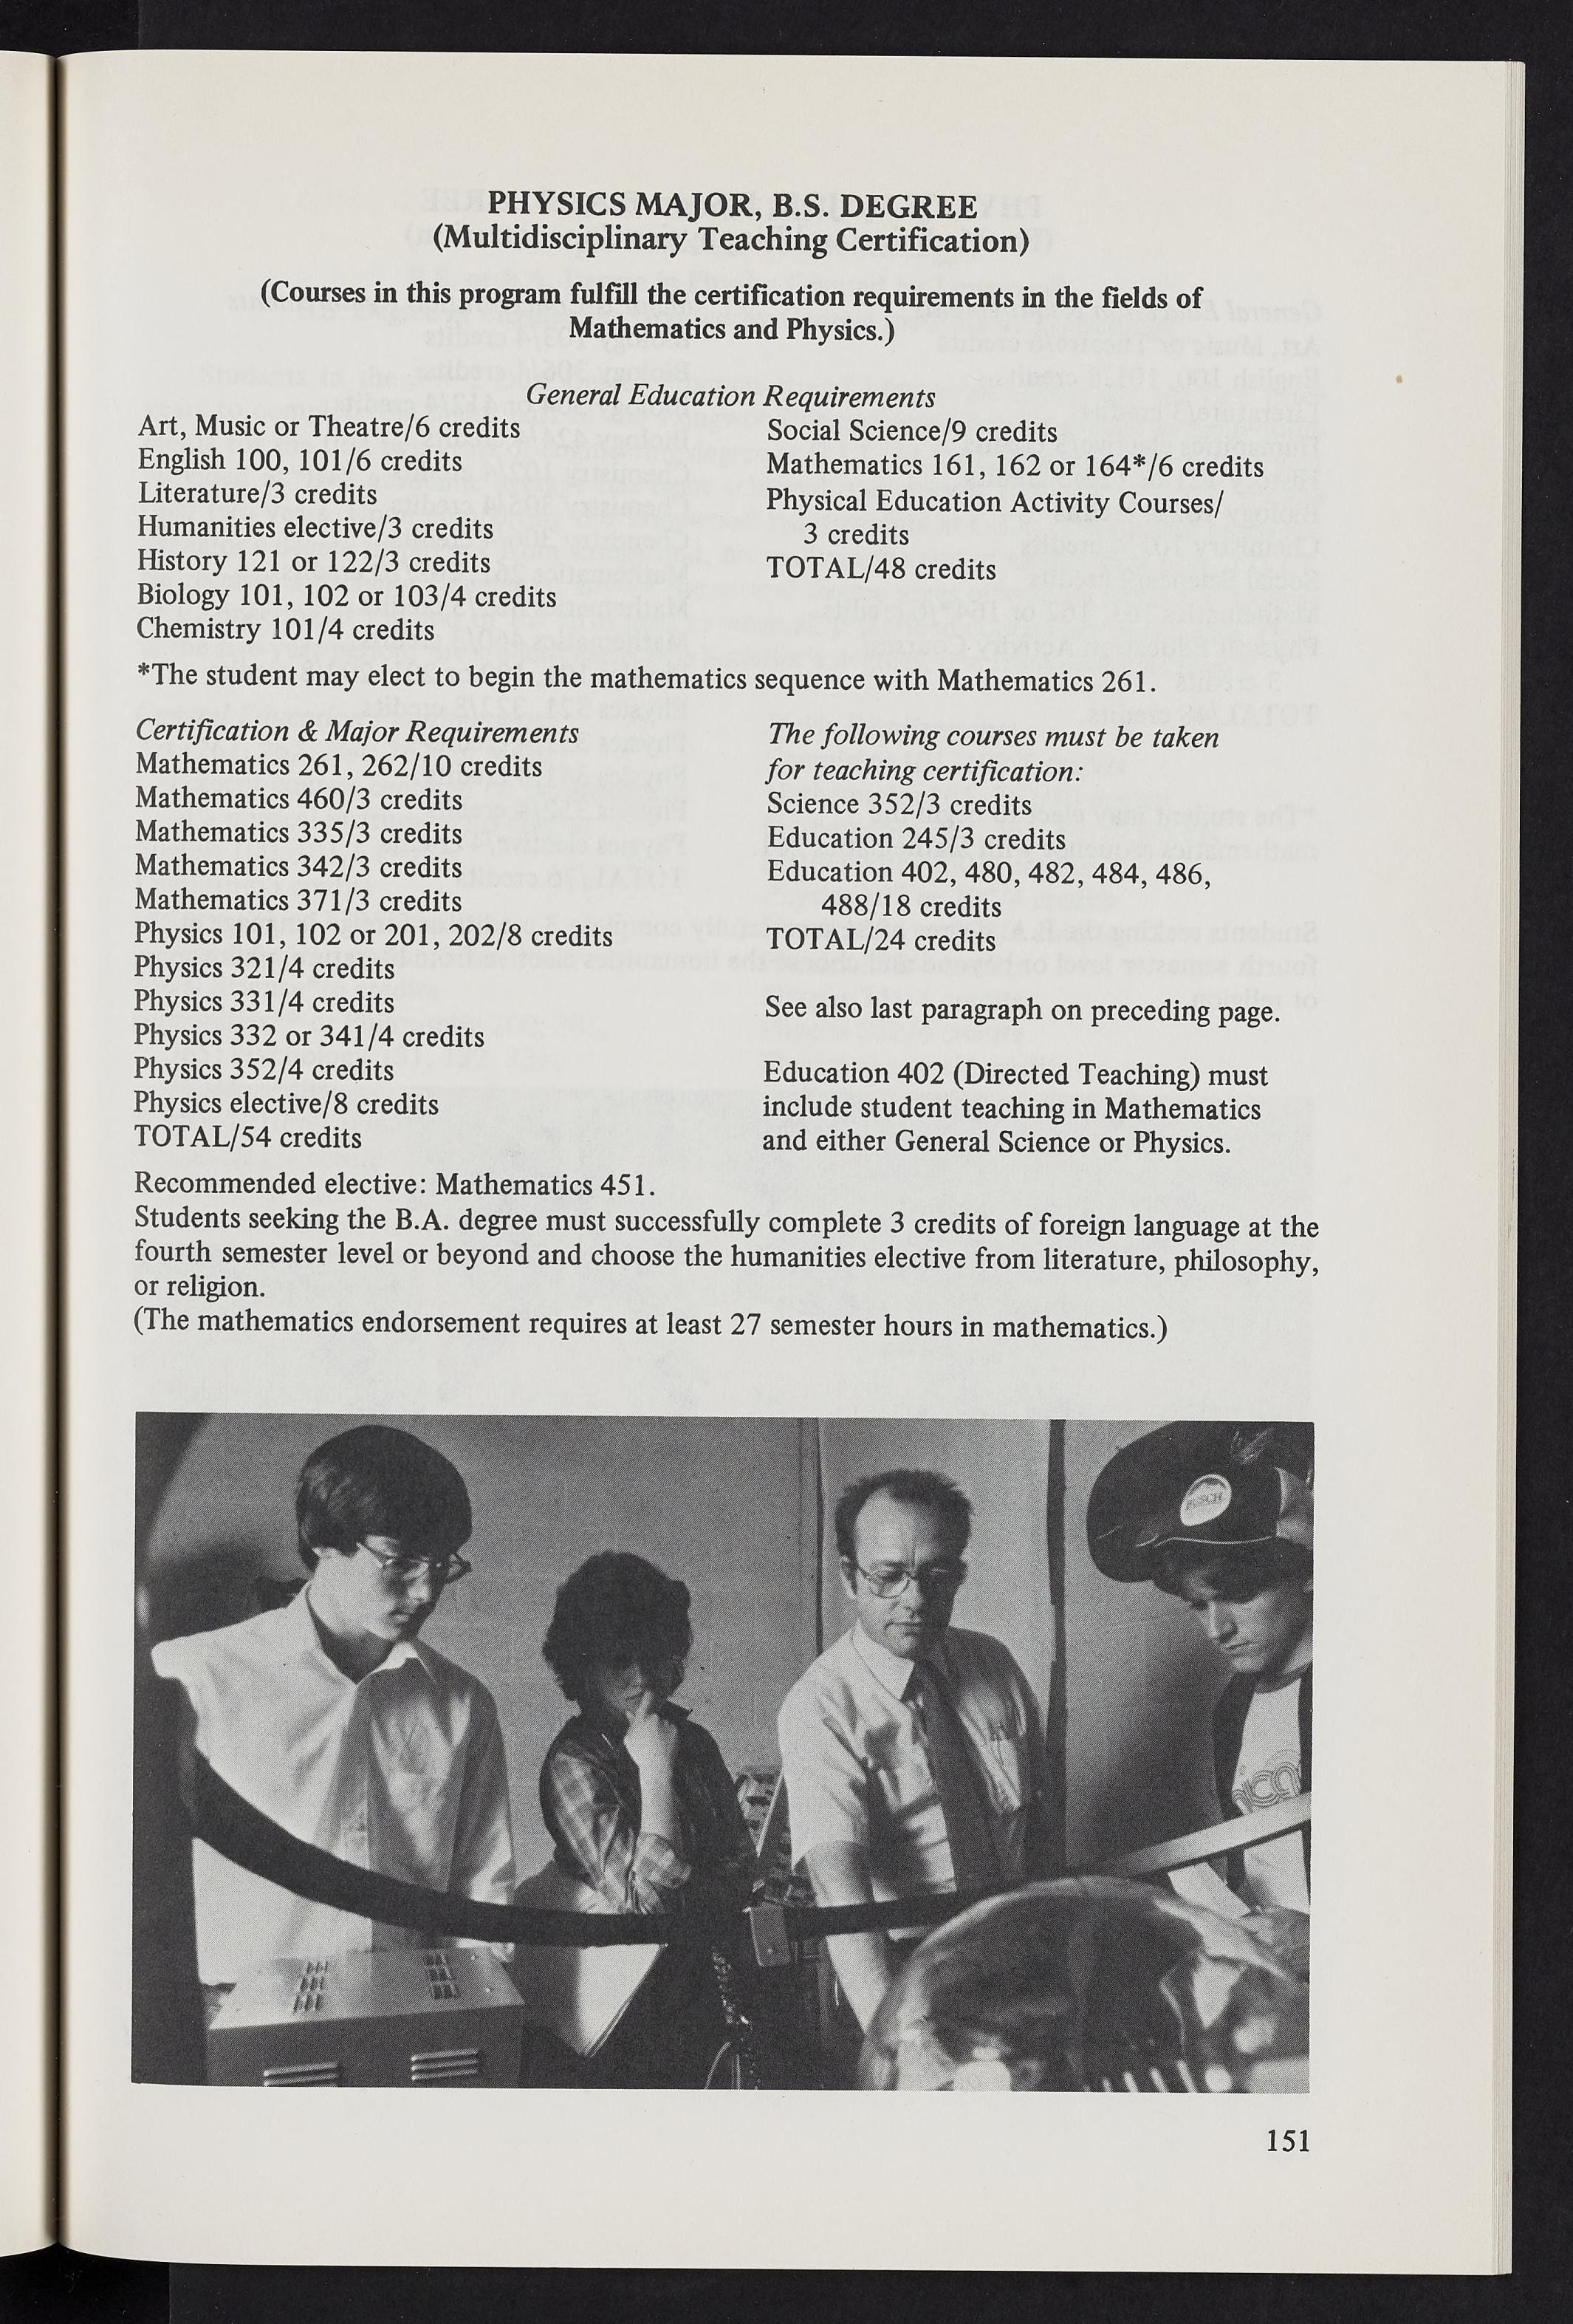 PHYSICS MAJOR, B.S. DEGREE
(Multidisciplinary Teaching Certification)
(Courses in this program fulfill the certification requirements in the fields of
Mathematics and Physics.)
General Education Requirements
Art, Music or Theatre/6 credits
English 100, 101/6 credits
Literature/3 credits
Humanities elective/3 credits
History 121 or 122/3 credits
Biology 101, 102 or 103/4 credits
Chemistry 101/4 credits
Social Science/9 credits
Mathematics 161, 162 or 164*/6 credits
Physical Education Activity Courses/
3 credits
TOTAL/48 credits
*The student may elect to begin the mathematics sequence with Mathematics 261.
Certification & Major Requirements
Mathematics 261, 262/10 credits
Mathematics 460/3 credits
Mathematics 335/3 credits
Mathematics 342/3 credits
Mathematics 371/3 credits
Physics 101, 102 or 201, 202/8 credits
Physics 321/4 credits
Physics 331/4 credits
Physics 332 or 341/4 credits
Physics 352/4 credits
Physics elective/8 credits
TOTAL/54 credits
The following courses must be taken
for teaching certification:
Science 352/3 credits
Education 245/3 credits
Education 402, 480, 482, 484, 486,
488/18 credits
TOTAL/24 credits
See also last paragraph on preceding page.
Education 402 (Directed Teaching) must
include student teaching in Mathematics
and either General Science or Physics.
Recommended elective: Mathematics 451.
Students seeking the B.A. degree must successfully complete 3 credits of foreign language at the
fourth semester level or beyond and choose the humanities elective from literature, philosophy,
or religion.
(The mathematics endorsement requires at least 27 semester hours in mathematics.)
BUSCH
151